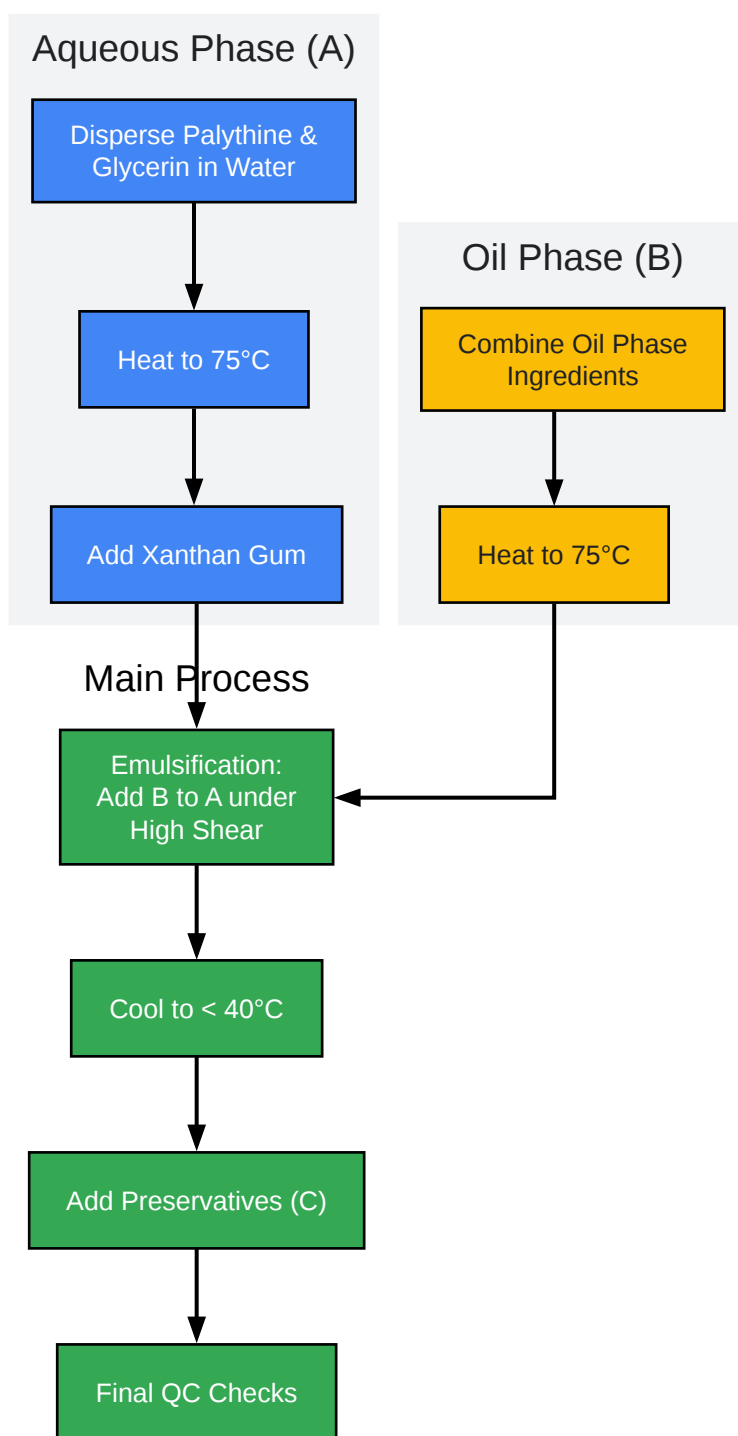 Aqueous Phase (A)
Disperse Palythine &
Glycerin in Water
Heat to 75°C
Add Xanthan Gum
Oil Phase (B)
Combine Oil Phase
Ingredients
Heat to 75°C
Main Process
Emulsification:
Add B to A under
High Shear
Cool to < 40°C
Add Preservatives (C)
Final QC Checks